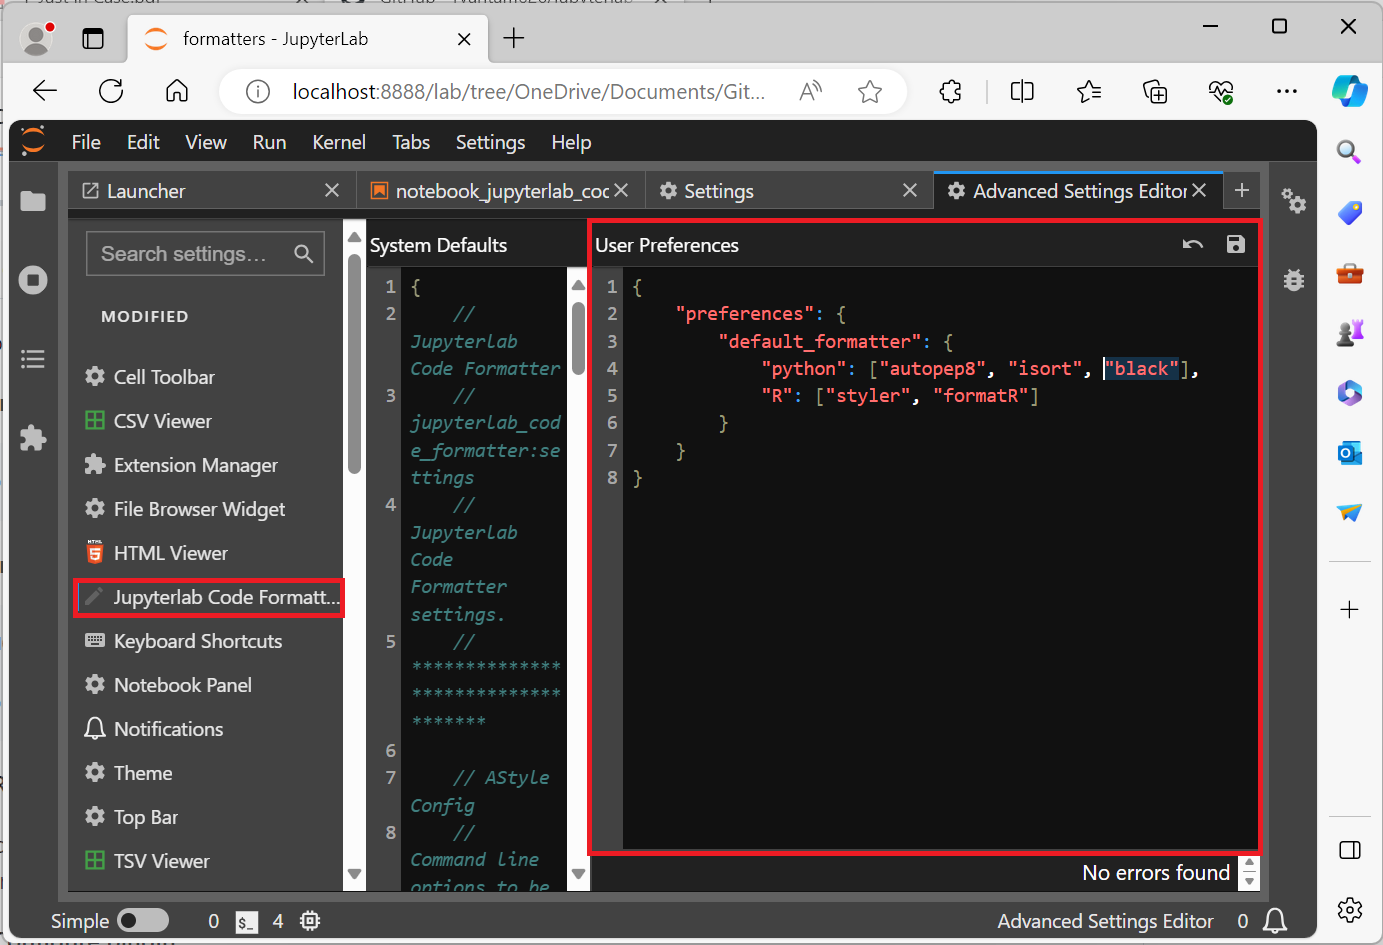 formatters - JupyterLab
localhost:8888/lab/tree/OneDrive/Documents/Git...
File Edit View Run Kernel Tabs Settings Help
Launcher
notebook_jupyterlab_coc
Settings
Advanced Settings Editor
Search settings...
MODIFIED
Cell Toolbar
CSV Viewer
Extension Manager
File Browser Widget
HTML Viewer
Jupyterlab Code Formatt...
Keyboard Shortcuts
Notebook Panel
Notifications
Theme
Top Bar
TSV Viewer
System Defaults
1 {
2 //
Jupyterlab
Code Formatter
3 //
jupyterlab_cod
e_formatter:se
ttings
4 //
Jupyterlab
Code
Formatter
settings.
5 //
**************
**************
*******
6
7 // AStyle
Config
8 //
Command line
options to be
User Preferences
1 {
2 "preferences": {
3 "default_formatter": {
4 "python": ["autopep8", "isort", "black"],
5 "R": ["styler", "formatR"]
6 }
7 }
8 }
No errors found
Simple 0 $_ 4
Advanced Settings Editor 0